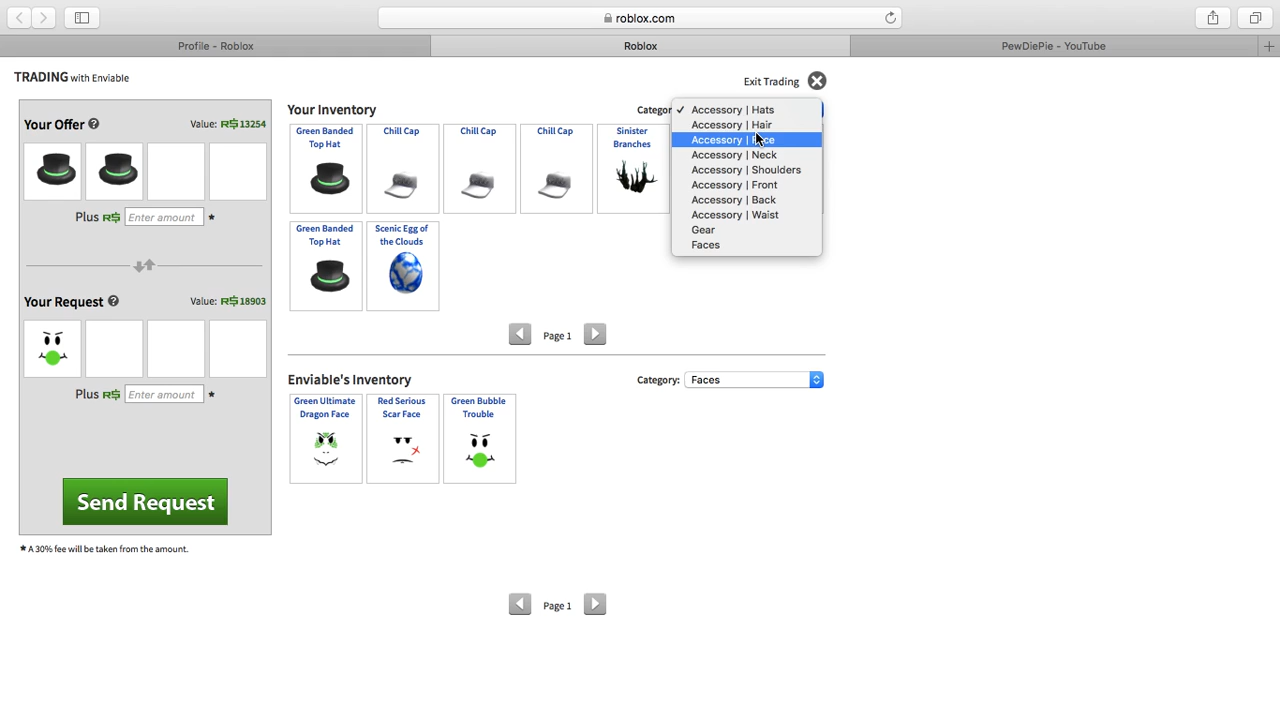 roblox.com
Profile - Roblox
Roblox
PewDiePie - YouTube
TRADING with Enviable
Exit Trading
Your Offer
Value: R$13254
Plus R$ Enter amount *
Your Request
Value: R$18903
Plus R$ Enter amount *
Send Request
* A 30% fee will be taken from the amount.
Your Inventory
Categor
✓ Accessory | Hats
Accessory | Hair
Accessory | Face
Accessory | Neck
Accessory | Shoulders
Accessory | Front
Accessory | Back
Accessory | Waist
Gear
Faces
Green Banded
Top Hat
Chill Cap
Chill Cap
Chill Cap
Sinister
Branches
Green Banded
Top Hat
Scenic Egg of
the Clouds
Page 1
Enviable's Inventory
Category: Faces
Green Ultimate
Dragon Face
Red Serious
Scar Face
Green Bubble
Trouble
Page 1